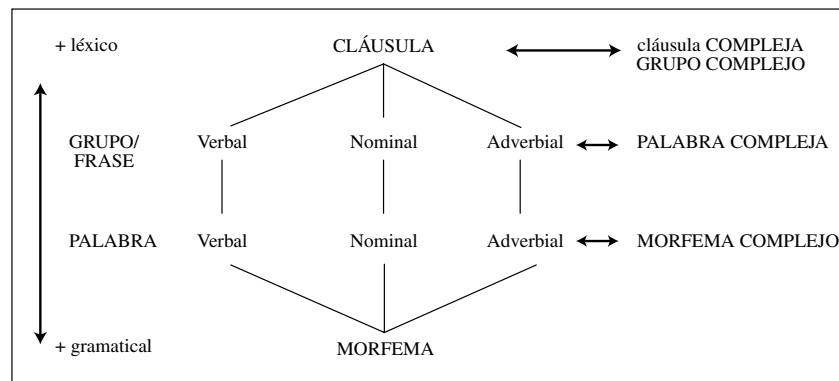 + léxico CLÁUSULA cláusula COMPLEJA
GRUPO COMPLEJO
GRUPO/ Verbal Nominal Adverbial PALABRA COMPLEJA
FRASE
PALABRA Verbal Nominal Adverbial MORFEMA COMPLEJO
+ gramatical MORFEMA